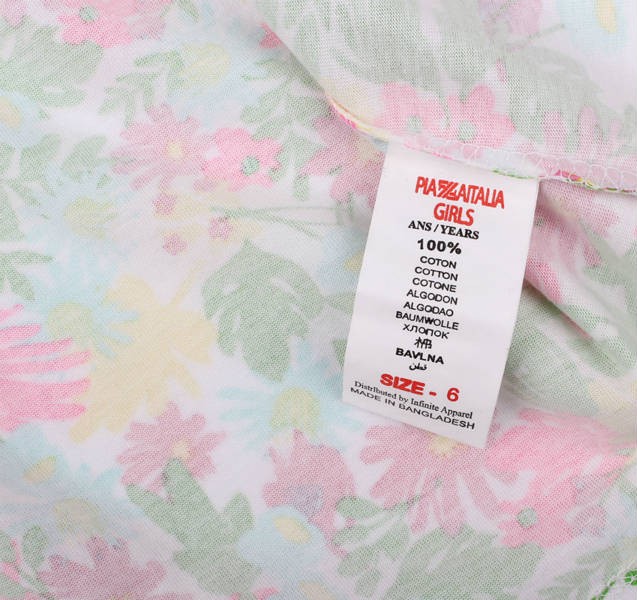 PIAZZAITALIA
GIRLS
ANS / YEARS
100%
COTON
COTTON
COTONE
ALGODON
ALGODAO
BAUMWOLLE
ХЛОПОК
BAVLNA
قطن
SIZE - 6
Distributed by Infinite Apparel
MADE IN BANGLADESH